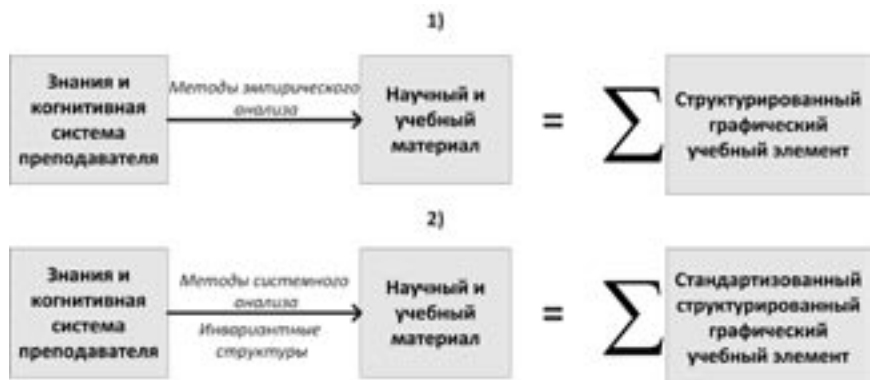 1)
Знания и
когнитивная
система
преподавателя
Методы эмпирического
анализа
Научный и
учебный
материал
=
∑
Структурированный
графический
учебный элемент
2)
Знания и
когнитивная
система
преподавателя
Методы системного
анализа
Инвариантные
структуры
Научный и
учебный
материал
=
∑
Стандартизованный
структурированный
графический
учебный элемент